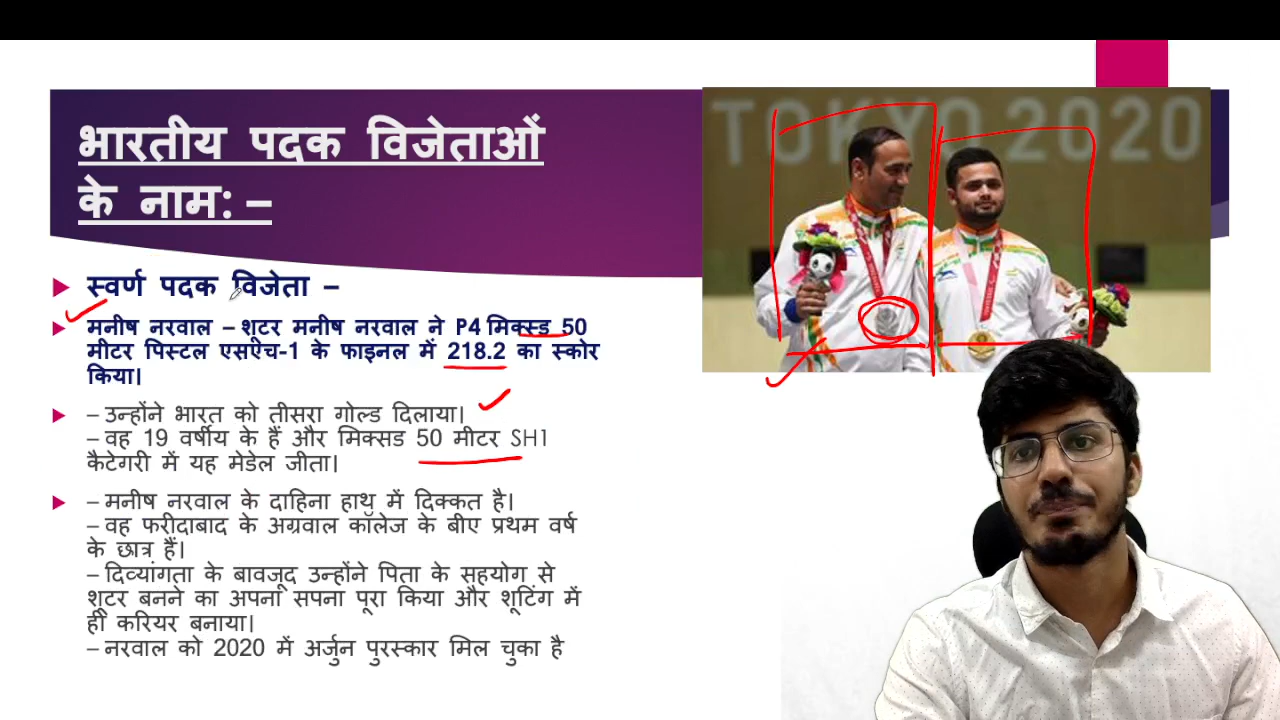 भारतीय पदक विजेताओं
के नाम: –
TOKYO 2020
स्वर्ण पदक विजेता –
मनीष नरवाल – शूटर मनीष नरवाल ने P4 मिक्स्ड 50
मीटर पिस्टल एसएच-1 के फाइनल में 218.2 का स्कोर
किया।
– उन्होंने भारत को तीसरा गोल्ड दिलाया।
– वह 19 वर्षीय के हैं और मिक्सड 50 मीटर SH1
कैटेगरी में यह मेडेल जीता।
– मनीष नरवाल के दाहिना हाथ में दिक्कत है।
– वह फरीदाबाद के अग्रवाल कॉलेज के बीए प्रथम वर्ष
के छात्र हैं।
– दिव्यांगता के बावजूद उन्होंने पिता के सहयोग से
शूटर बनने का अपना सपना पूरा किया और शूटिंग में
ही करियर बनाया।
– नरवाल को 2020 में अर्जुन पुरस्कार मिल चुका है